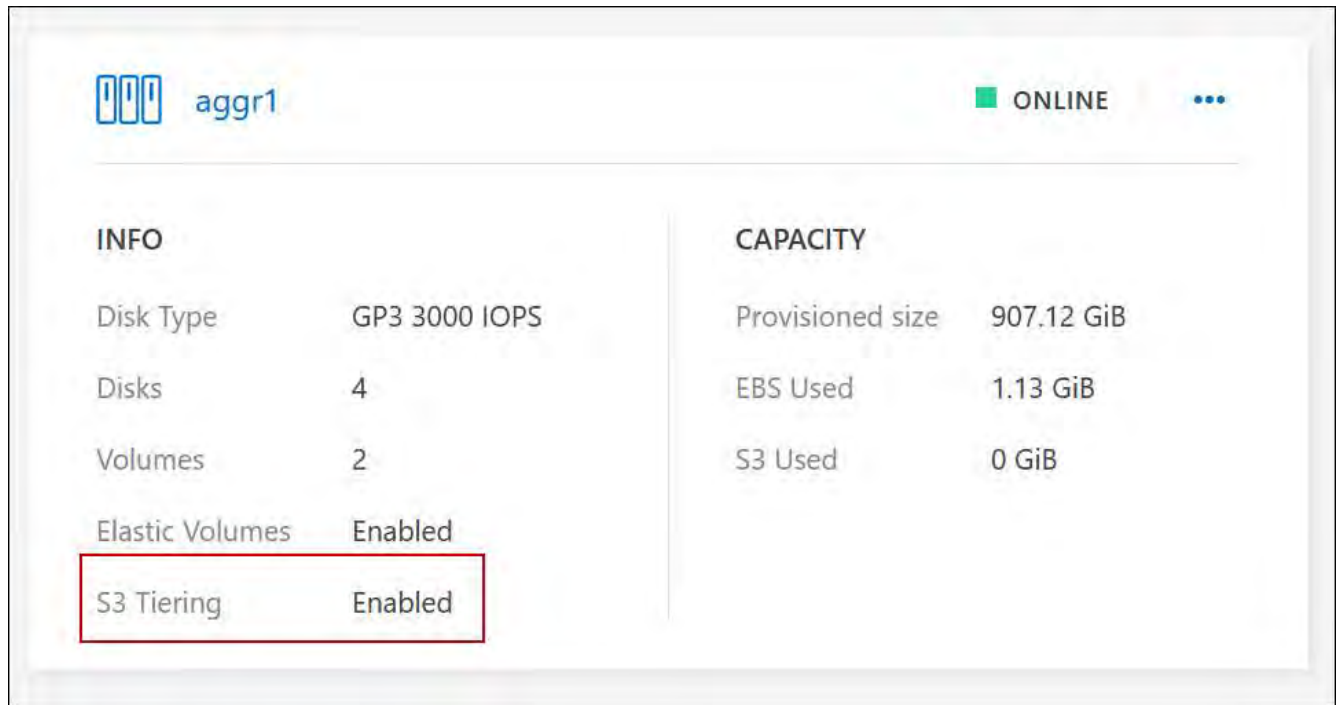 aggr1
ONLINE
INFO
Disk Type GP3 3000 IOPS
Disks 4
Volumes 2
Elastic Volumes Enabled
S3 Tiering Enabled
CAPACITY
Provisioned size 907.12 GiB
EBS Used 1.13 GiB
S3 Used 0 GiB